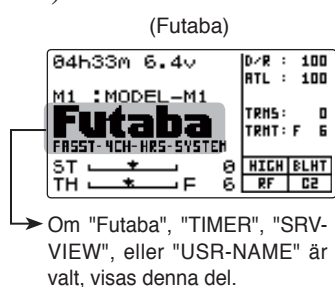 (Futaba)
04h33m 6.4v
D/R : 100
ATL : 100
M1 :MODEL-M1
TRMS: 0
TRMT: F 6
Futaba
FASST-4CH-HRS-SYSTEM
ST 0
HIGH BLHT
TH F 6
RF C2
Om "Futaba", "TIMER", "SRV-
VIEW", eller "USR-NAME" är
valt, visas denna del.